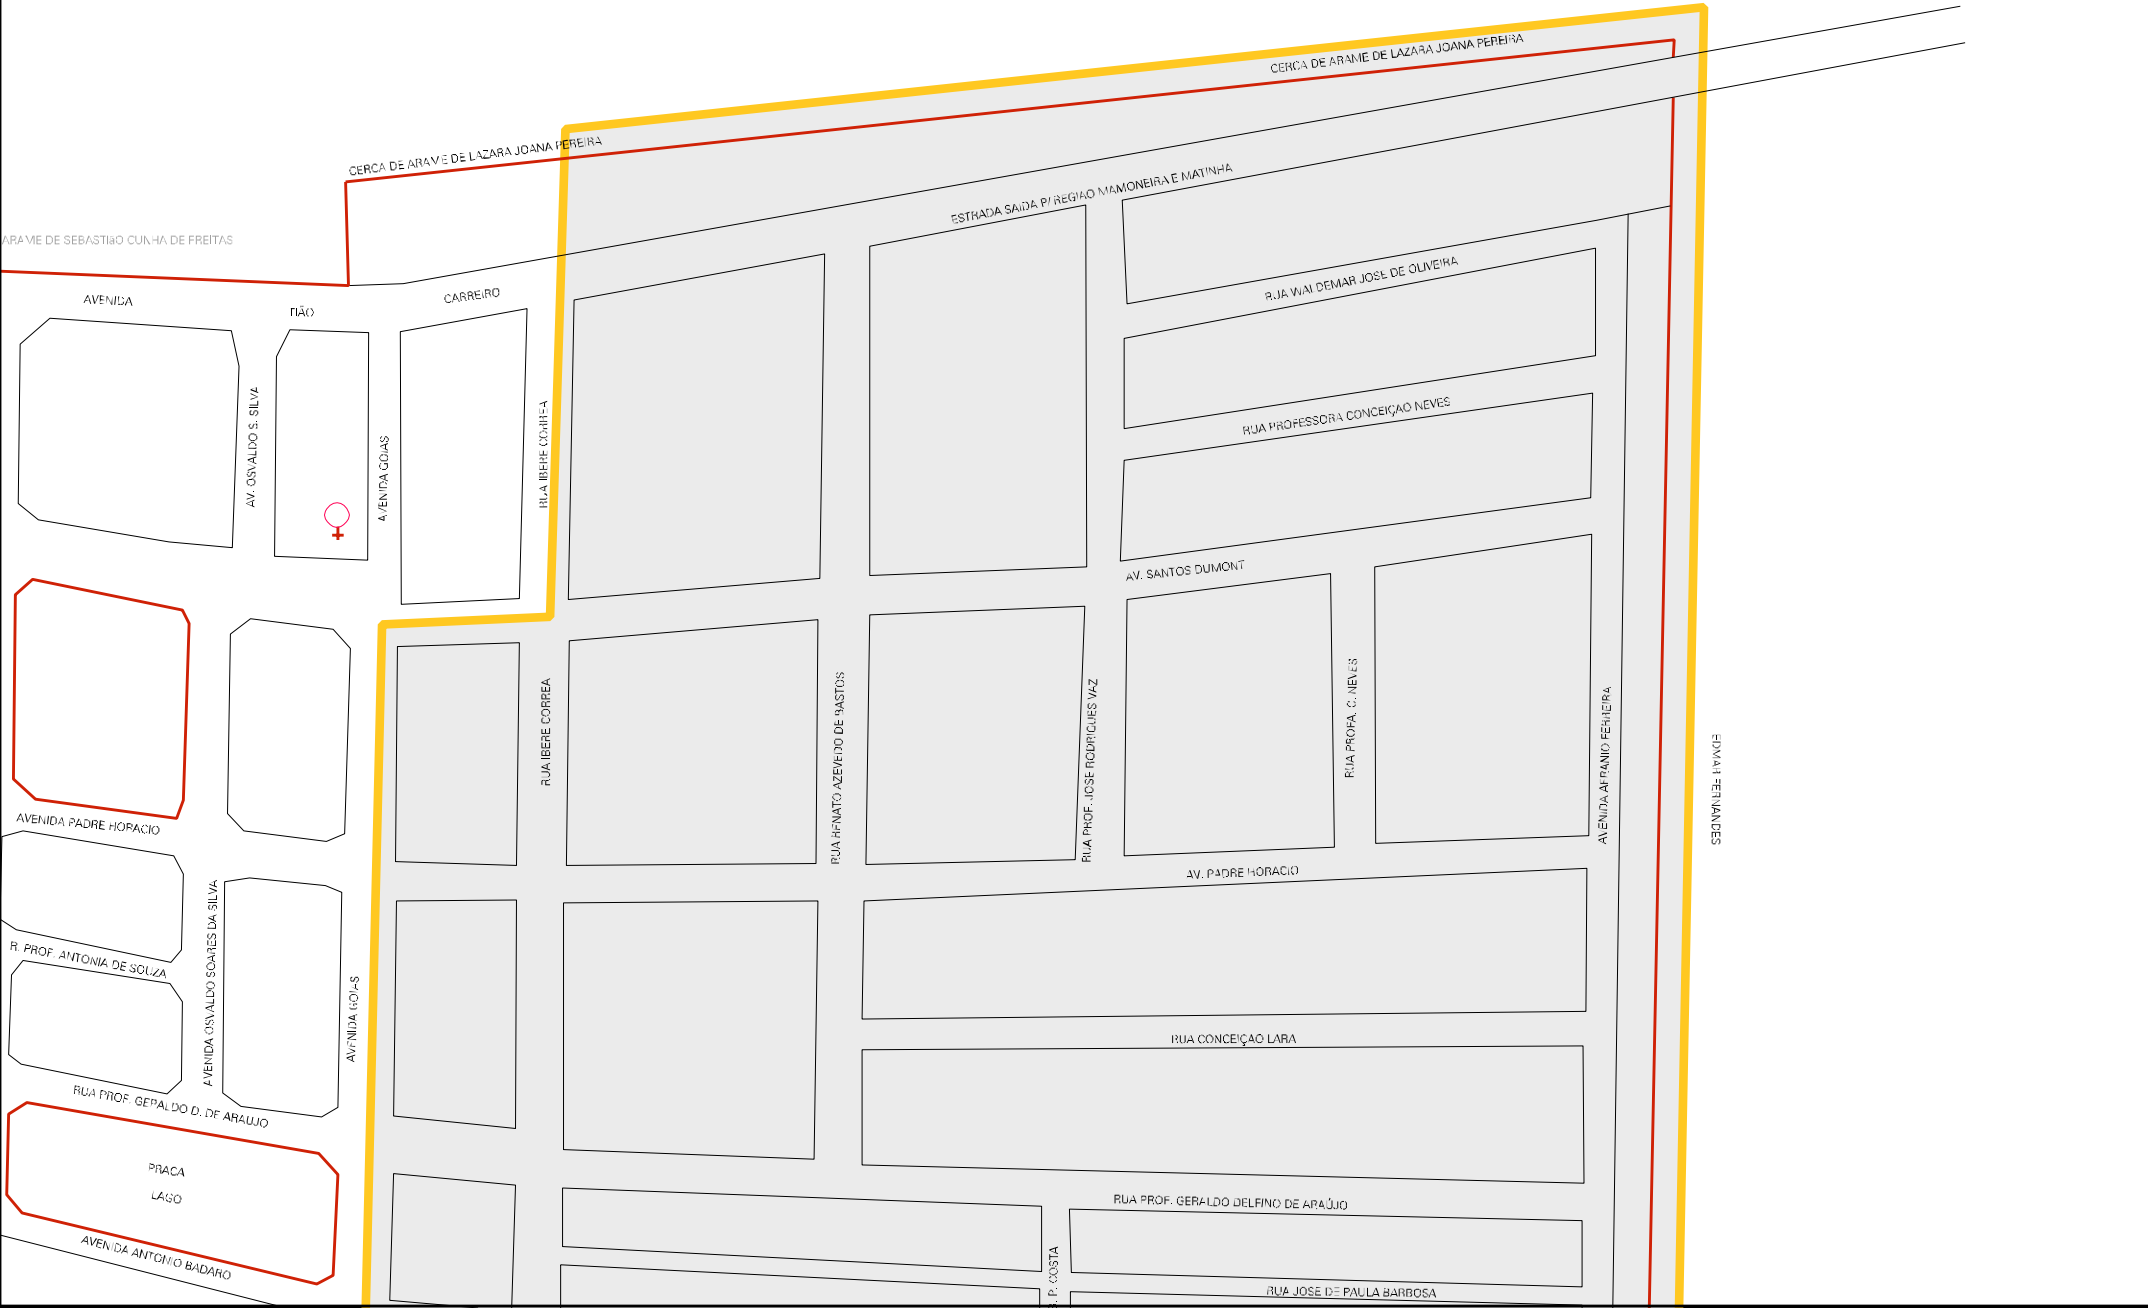 CERCA DE ARAME DE LAZARA JOANA PEREIRA
CERCA DE ARAME DE LAZARA JOANA PEREIRA
ESTRADA SAIDA P/ REGIAO MAMONEIRA E MATINHA
ARAME DE SEBASTIãO CUNHA DE FREITAS
AVENIDA
TIÃO
CARREIRO
RUA WALDEMAR JOSE DE OLIVEIRA
AV. OSVALDO S. SILVA
AVENIDA GOIAS
RUA IBERE CORREA
RUA PROFESSORA CONCEIÇAO NEVES
AV. SANTOS DUMONT
RUA IBERE CORREA
RUA RENATO AZEVEDO DE BASTOS
RUA PROF. JOSE RODRIGUES VAZ
RUA PROFA. C. NEVES
AVENIDA AFRANIO FERREIRA
EDMAR FERNANDES
AVENIDA PADRE HORACIO
AV. PADRE HORACIO
R. PROF. ANTONIA DE SOUZA
AVENIDA OSVALDO SOARES DA SILVA
AVENIDA GOIAS
RUA CONCEIÇAO LARA
RUA PROF. GERALDO D. DE ARAUJO
PRACA
LAGO
RUA PROF. GERALDO DELFINO DE ARAÚJO
AVENIDA ANTONIO BADARO
P. COSTA
RUA JOSE DE PAULA BARBOSA